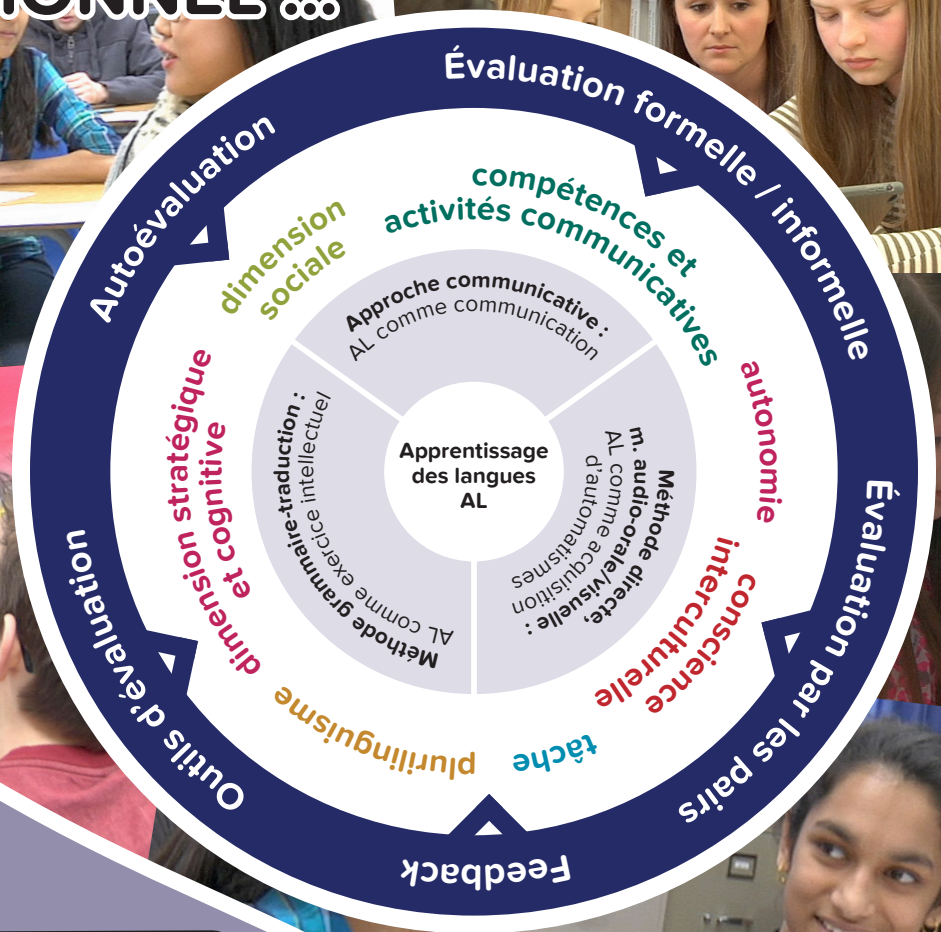 Évaluation formelle / informelle
Évaluation par les pairs
Feedback
Outils d'évaluation
Autoévaluation
compétences et
activités communicatives
autonomie
conscience
interculturelle
tâche
plurilinguisme
dimension stratégique
et cognitive
dimension
sociale
Approche communicative :
AL comme communication
Méthode directe,
m. audio-orale/visuelle :
AL comme acquisition
d'automatismes
Méthode grammaire-traduction :
AL comme exercice intellectuel
Apprentissage
des langues
AL